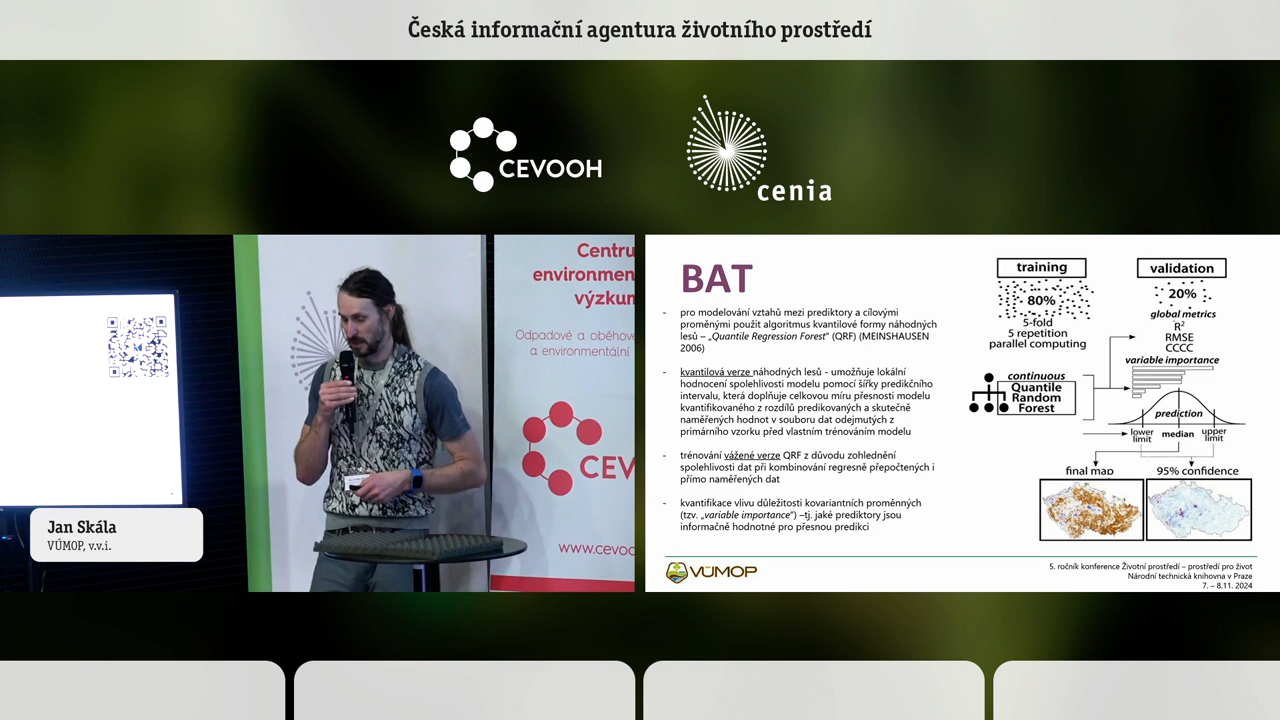 Česká informační agentura životního prostředí
CEVOOH
cenia
Centru
environmen
výzkum
Odpadové a oběhové
a environmentální
CEV
www.cevoo
Jan Skála
VÚMOP, v.v.i.
BAT
- pro modelování vztahů mezi prediktory a cílovými
proměnými použit algoritmus kvantilové formy náhodných
lesů – „Quantile Regression Forest“ (QRF) (MEINSHAUSEN
2006)
- kvantilová verze náhodných lesů - umožňuje lokální
hodnocení spolehlivosti modelu pomocí šířky predikčního
intervalu, která doplňuje celkovou míru přesnosti modelu
kvantifikovaného z rozdílů predikovaných a skutečně
naměřených hodnot v souboru dat odejmutých z
primárního vzorku před vlastním trénováním modelu
- trénování vážené verze QRF z důvodu zohlednění
spolehlivosti dat při kombinování regresně přepočtených i
přímo naměřených dat
- kvantifikace vlivu důležitosti kovariantních proměnných
(tzv. „variable importance“) –tj. jaké prediktory jsou
informačně hodnotné pro přesnou predikci
training
80%
5-fold
5 repetition
parallel computing
continuous
Quantile
Random
Forest
validation
20%
global metrics
R²
RMSE
CCCC
variable importance
prediction
lower
limit
median
upper
limit
final map
95% confidence
VÚMOP
5. ročník konference Životní prostředí – prostředí pro život
Národní technická knihovna v Praze
7. – 8.11. 2024